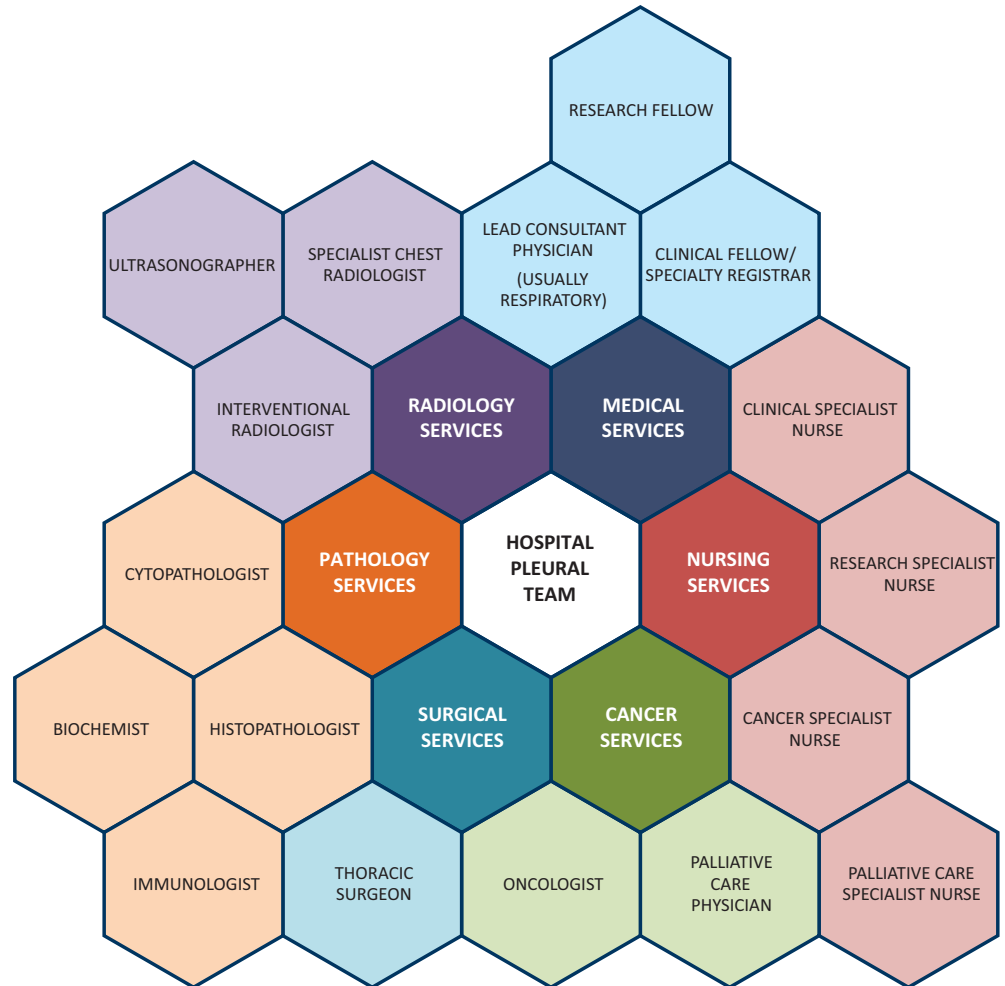 RESEARCH FELLOW
ULTRASONOGRAPHER
SPECIALIST CHEST
RADIOLOGIST
LEAD CONSULTANT
PHYSICIAN
(USUALLY
RESPIRATORY)
CLINICAL FELLOW/
SPECIALTY REGISTRAR
INTERVENTIONAL
RADIOLOGIST
RADIOLOGY
SERVICES
MEDICAL
SERVICES
CLINICAL SPECIALIST
NURSE
CYTOPATHOLOGIST
PATHOLOGY
SERVICES
HOSPITAL
PLEURAL
TEAM
NURSING
SERVICES
RESEARCH SPECIALIST
NURSE
BIOCHEMIST
HISTOPATHOLOGIST
SURGICAL
SERVICES
CANCER
SERVICES
CANCER SPECIALIST
NURSE
IMMUNOLOGIST
THORACIC
SURGEON
ONCOLOGIST
PALLIATIVE
CARE
PHYSICIAN
PALLIATIVE CARE
SPECIALIST NURSE